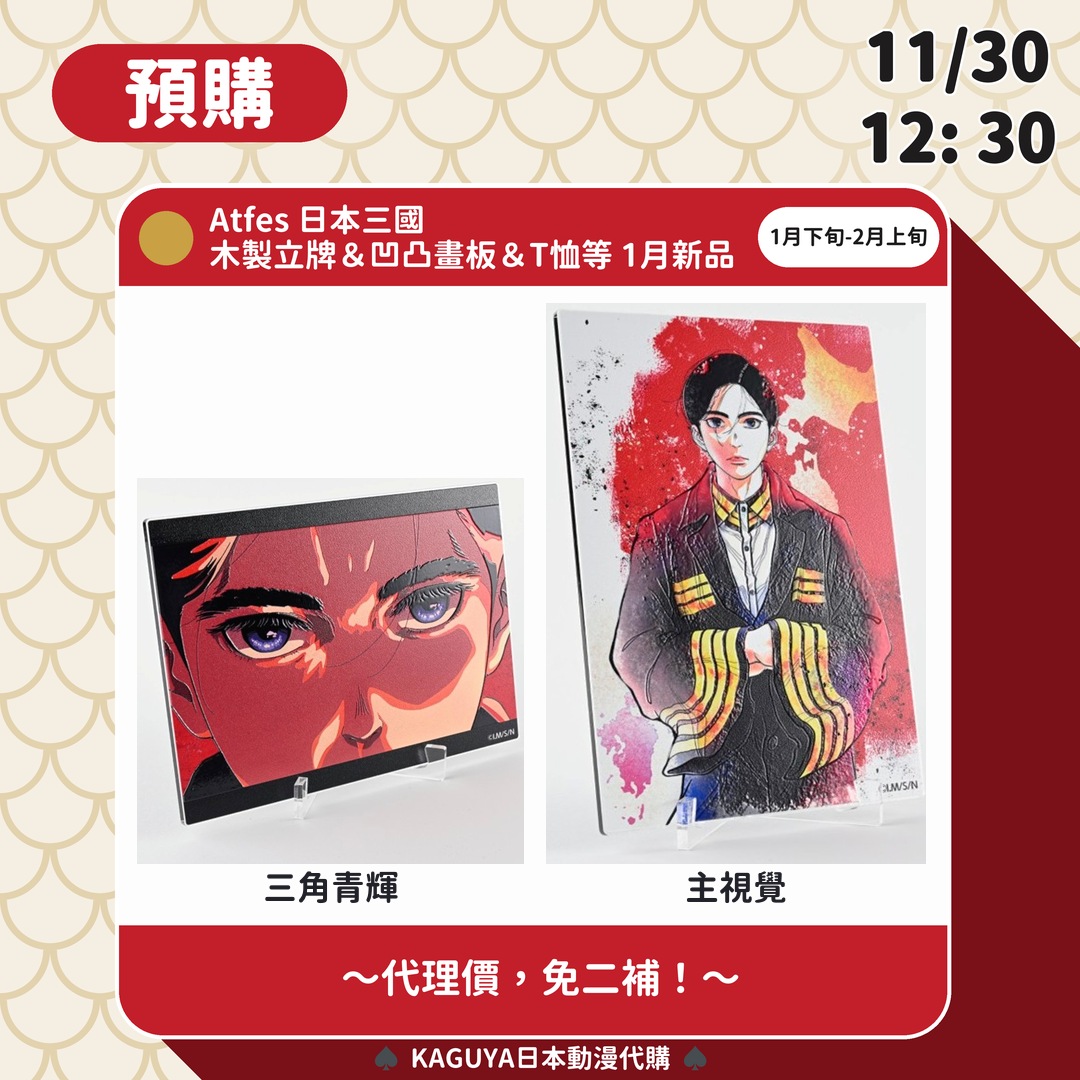 預購
11/30
12: 30
Atfes 日本三國
木製立牌＆凹凸畫板＆T恤等 1月新品
1月下旬-2月上旬
©I.M/S/N
©I.M/S/N
三角青輝
主視覺
～代理價，免二補！～
♠ KAGUYA日本動漫代購 ♠